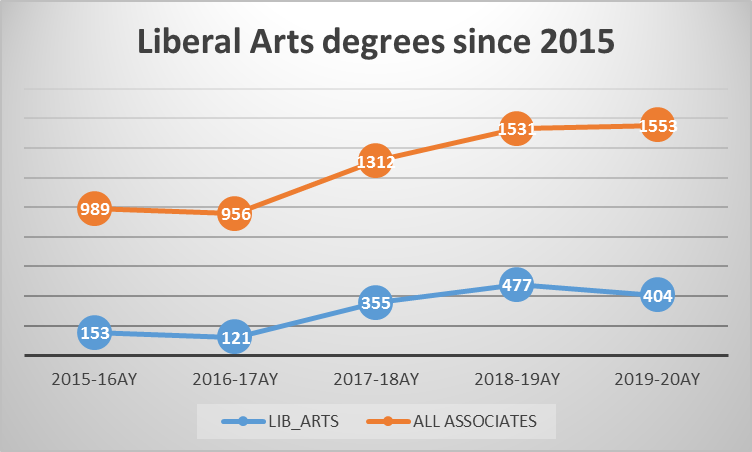 Liberal Arts degrees since 2015
989 956 1312 1531 1553
153 121 355 477 404
2015-16AY 2016-17AY 2017-18AY 2018-19AY 2019-20AY
LIB_ARTS ALL ASSOCIATES